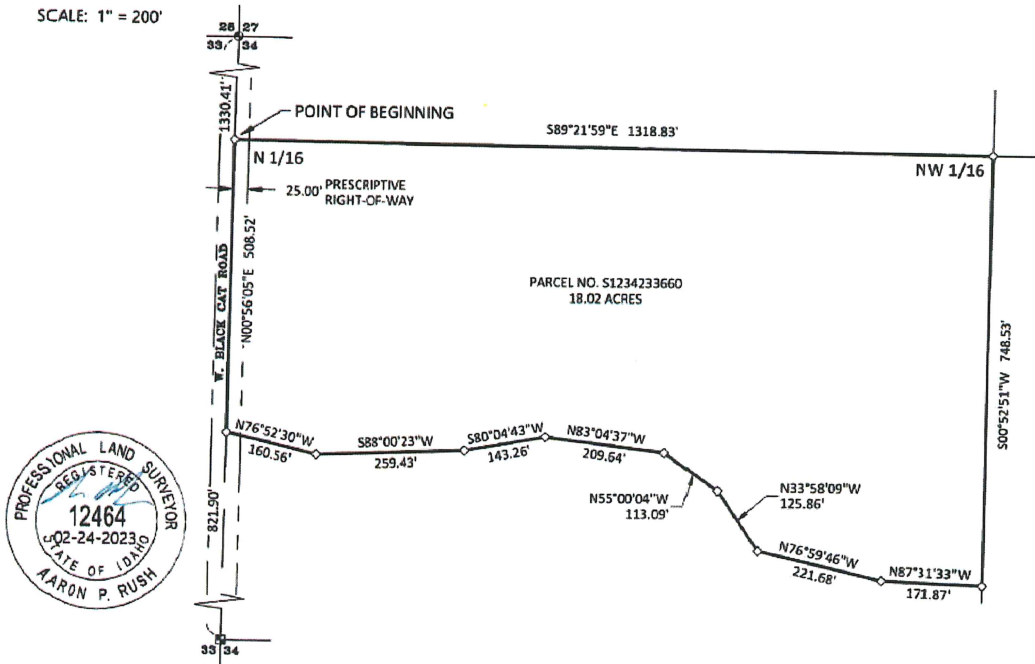 SCALE: 1" = 200'
28 27
33 34
1330.41'
POINT OF BEGINNING
S89°21'59"E 1318.83'
N 1/16
NW 1/16
25.00' PRESCRIPTIVE
RIGHT-OF-WAY
W. BLACK CAT ROAD
N00°56'05"E 508.52'
PARCEL NO. S1234233660
18.02 ACRES
S00°52'51"W 748.53'
N76°52'30"W
160.56'
S88°00'23"W
259.43'
S80°04'43"W
143.26'
N83°04'37"W
209.64'
N55°00'04"W
113.09'
N33°58'09"W
125.86'
N76°59'46"W
221.68'
N87°31'33"W
171.87'
821.90'
PROFESSIONAL LAND SURVEYOR
REGISTERED
12464
02-24-2023
STATE OF IDAHO
AARON P. RUSH
33 34